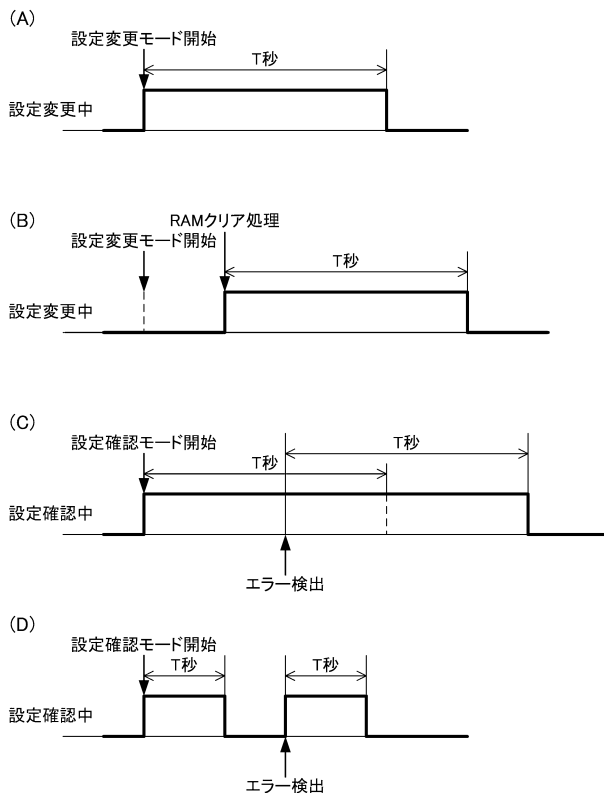 (A)
設定変更モード開始
T秒
設定変更中
(B)
RAMクリア処理
設定変更モード開始
T秒
設定変更中
(C)
設定確認モード開始
T秒
T秒
設定確認中
エラー検出
(D)
設定確認モード開始
T秒
T秒
設定確認中
エラー検出